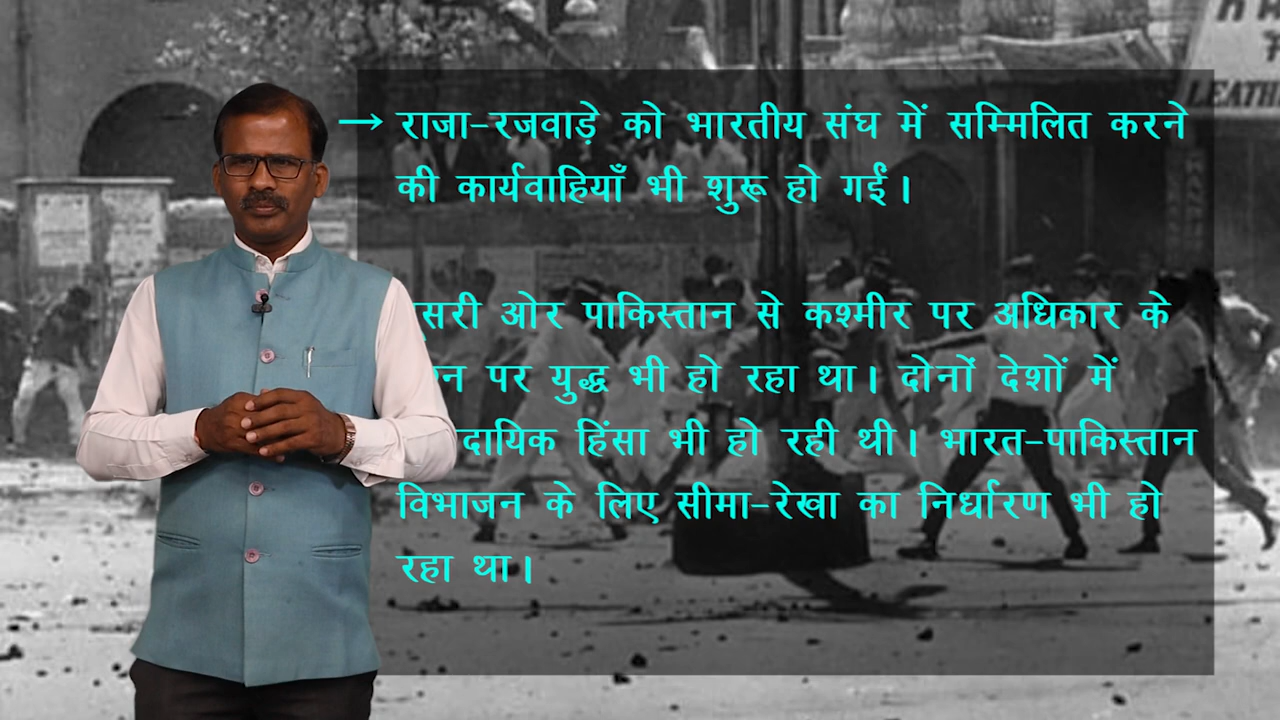 → राजा-रजवाड़े को भारतीय संघ में सम्मिलित करने
की कार्यवाहियाँ भी शुरू हो गईं।
ओर पाकिस्तान से कश्मीर पर अधिकार के
पर युद्ध भी हो रहा था। दोनों देशों में
हिंसा भी हो रही थी। भारत-पाकिस्तान
विभाजन के लिए सीमा-रेखा का निर्धारण भी हो
रहा था।